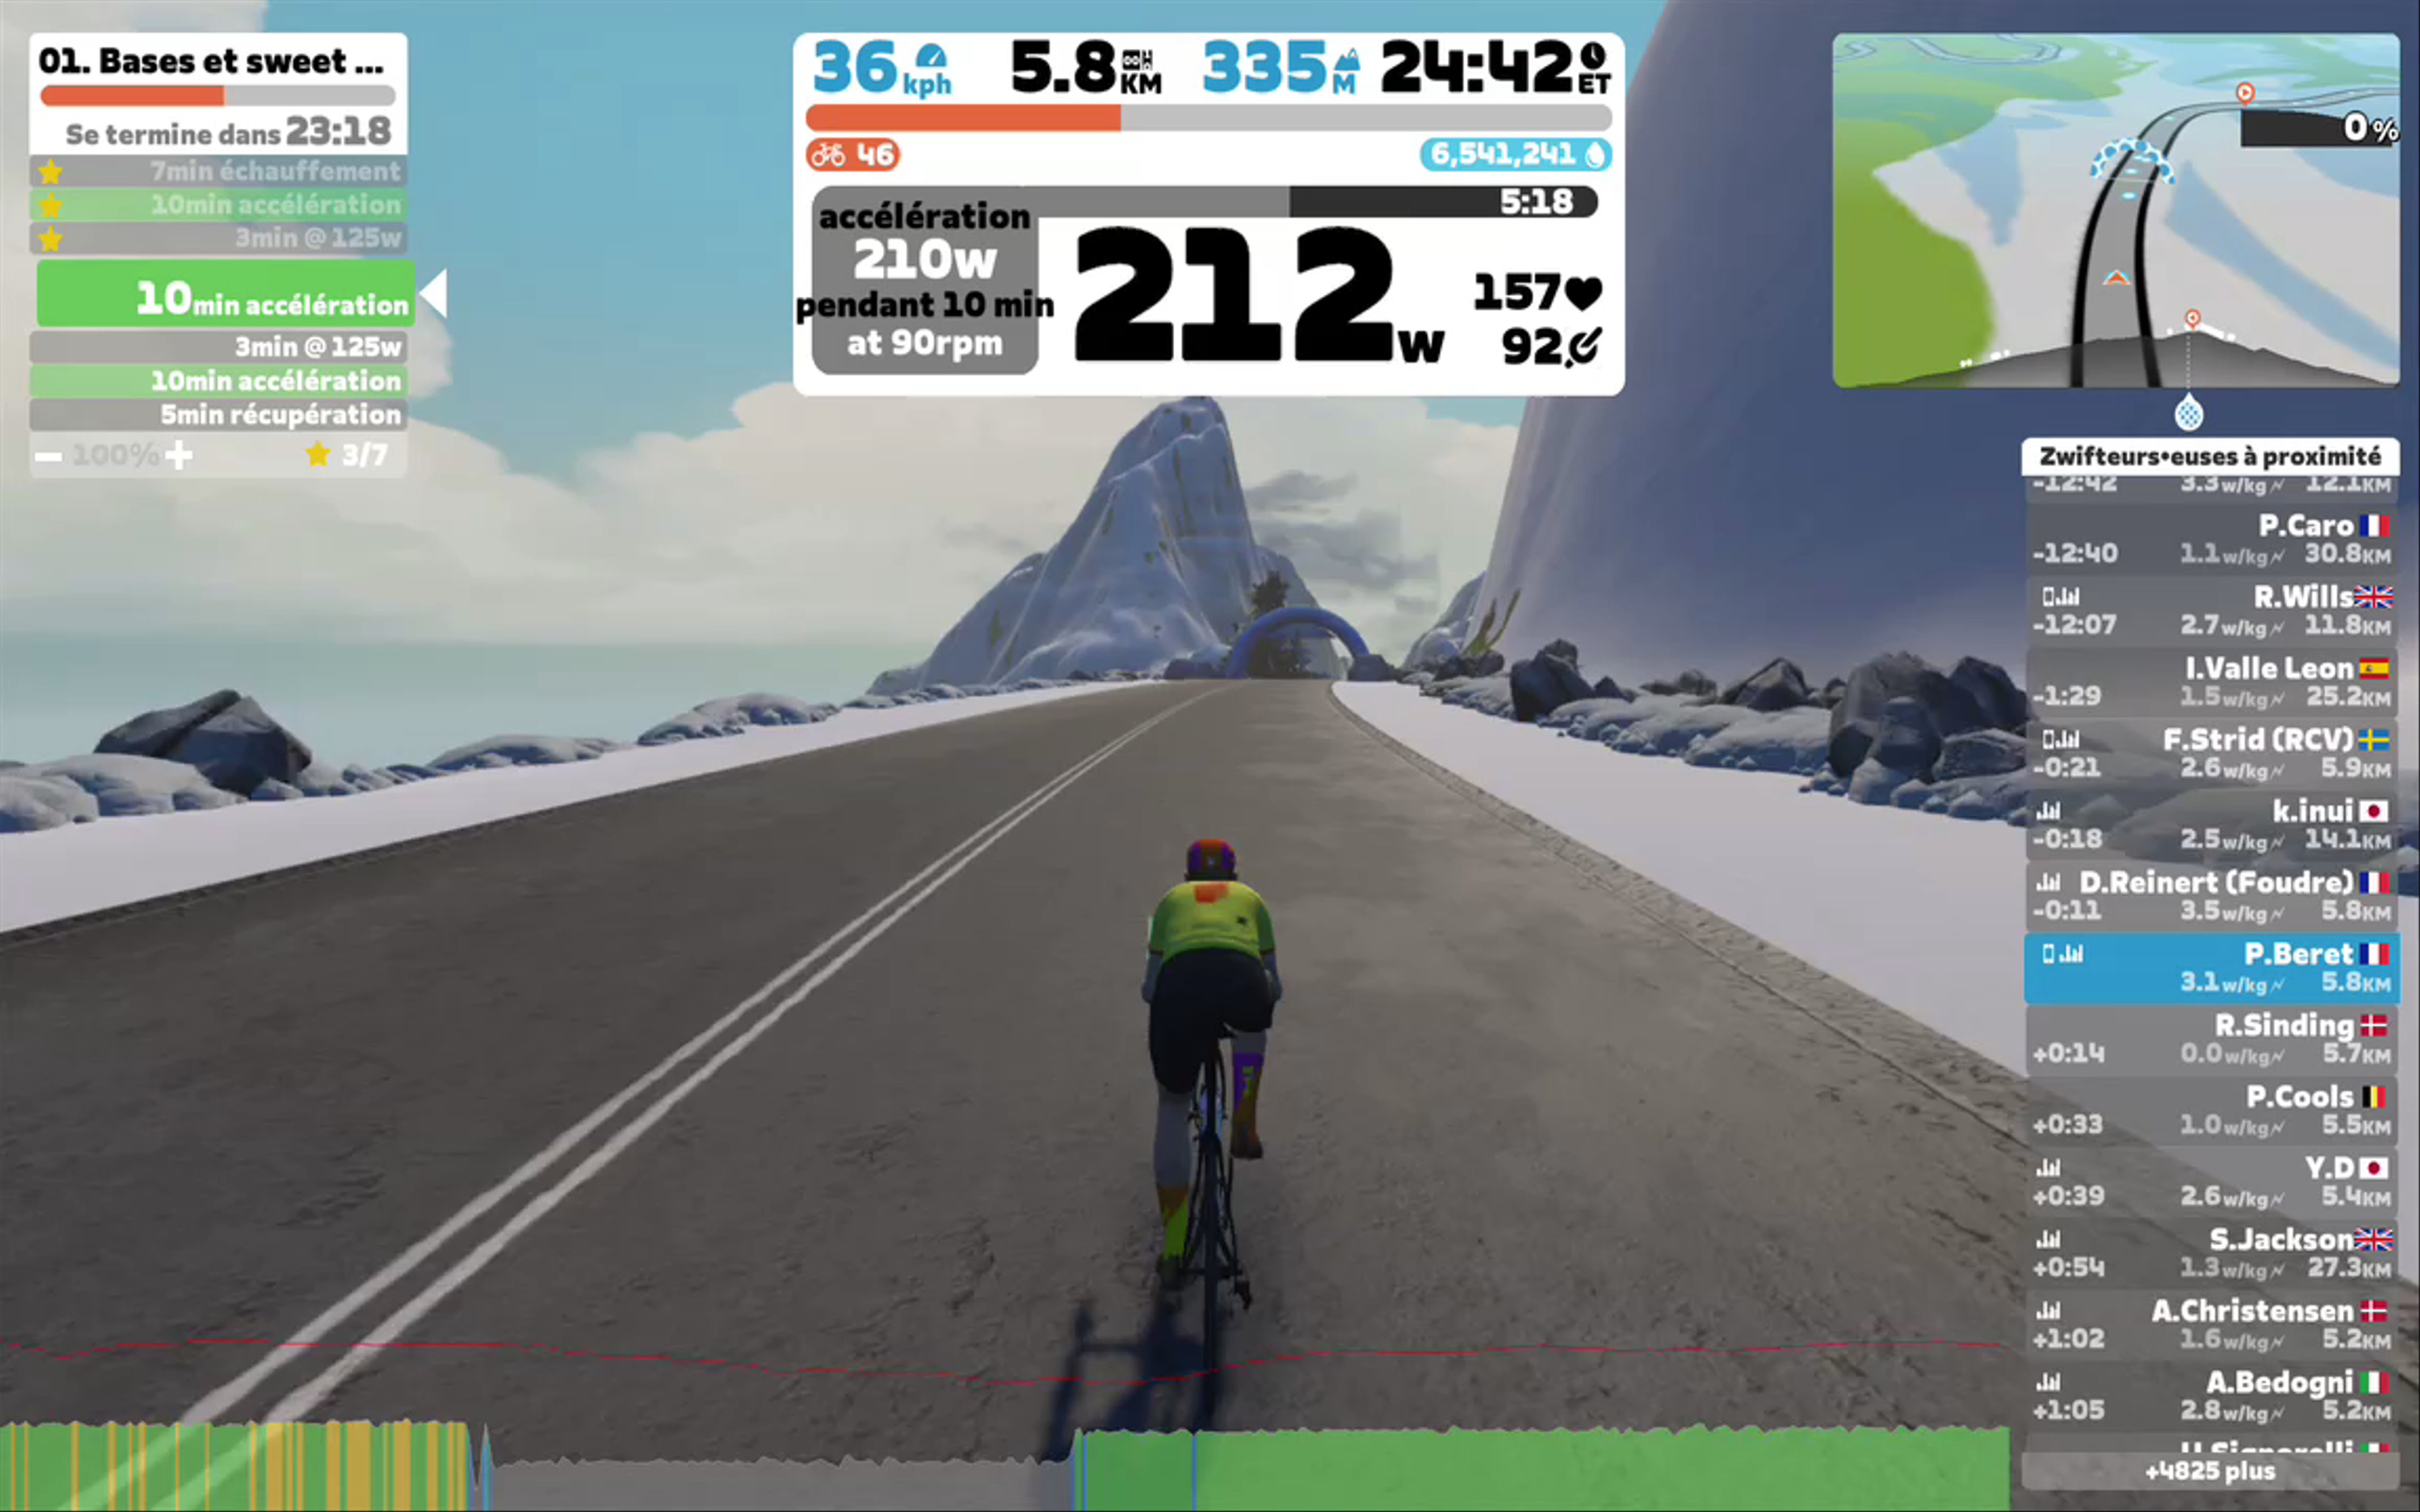 01. Bases et sweet ...
Se termine dans 23:18
7min échauffement
10min accélération
3min @ 125w
10min accélération
3min @ 125w
10min accélération
5min récupération
100%
3/7
36 kph 5.8 KM 335 M 24:42 ET
46
6,541,241
5:18
accélération
210w
pendant 10 min
at 90rpm
212 w
157
92
0 %
Zwifteurs•euses à proximité
-12:42 3.3 w/kg 12.1KM
P.Caro
-12:40 1.1 w/kg 30.8KM
R.Wills
-12:07 2.7 w/kg 11.8KM
I.Valle Leon
-1:29 1.5 w/kg 25.2KM
F.Strid (RCV)
-0:21 2.6 w/kg 5.9KM
k.inui
-0:18 2.5 w/kg 14.1KM
D.Reinert (Foudre)
-0:11 3.5 w/kg 5.8KM
P.Beret
3.1 w/kg 5.8KM
R.Sinding
+0:14 0.0 w/kg 5.7KM
P.Cools
+0:33 1.0 w/kg 5.5KM
Y.D
+0:39 2.6 w/kg 5.4KM
S.Jackson
+0:54 1.3 w/kg 27.3KM
A.Christensen
+1:02 1.6 w/kg 5.2KM
A.Bedogni
+1:05 2.8 w/kg 5.2KM
+4825 plus